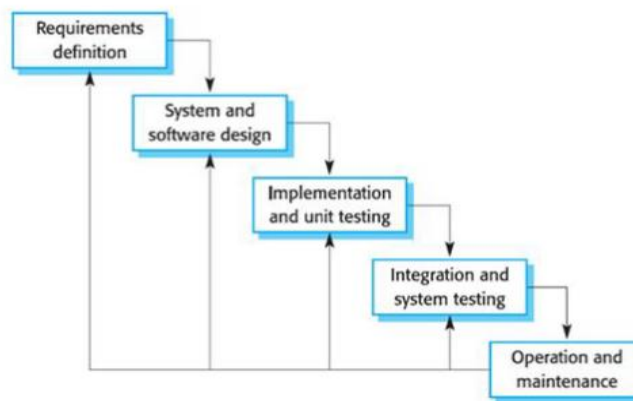 Requirements
definition
System and
software design
Implementation
and unit testing
Integration and
system testing
Operation and
maintenance